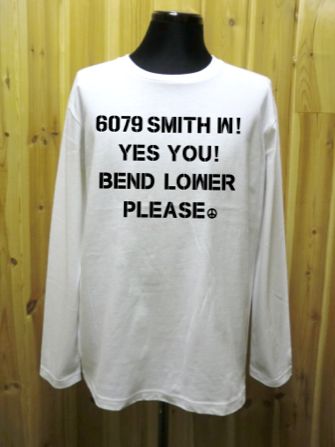 6079 SMITH W!
YES YOU!
BEND LOWER
PLEASE☮